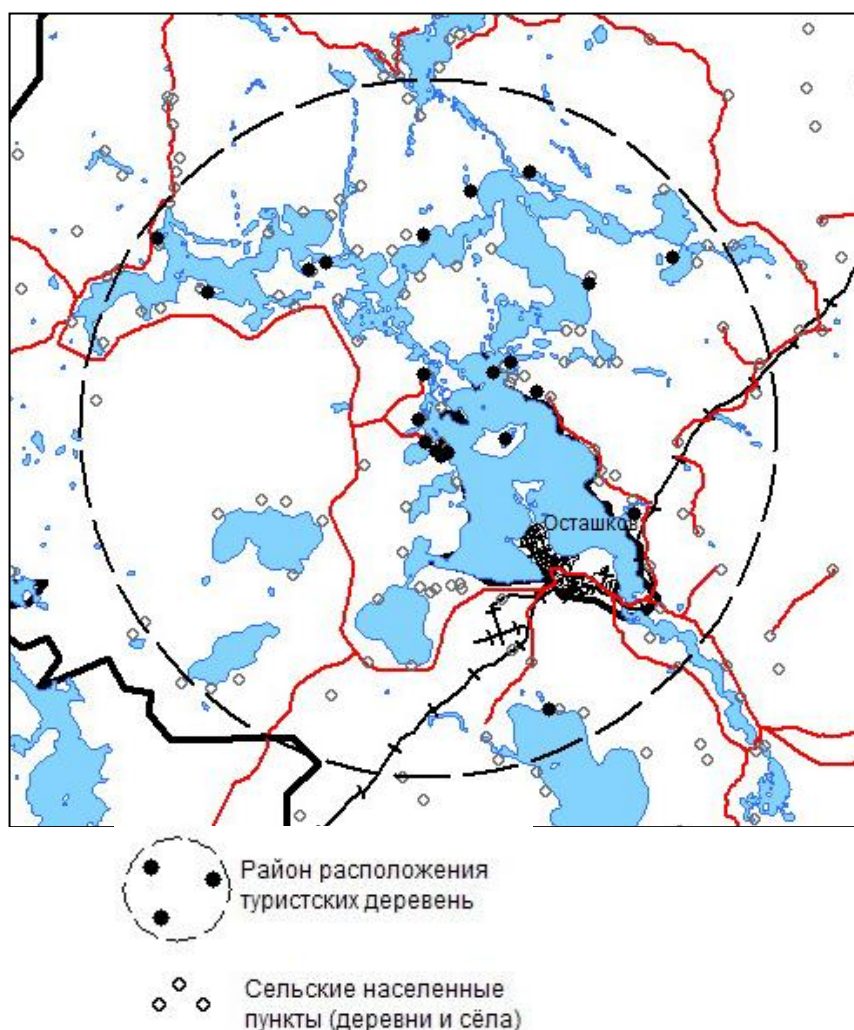 Осташков
Район расположения
туристских деревень
Сельские населенные
пункты (деревни и сёла)